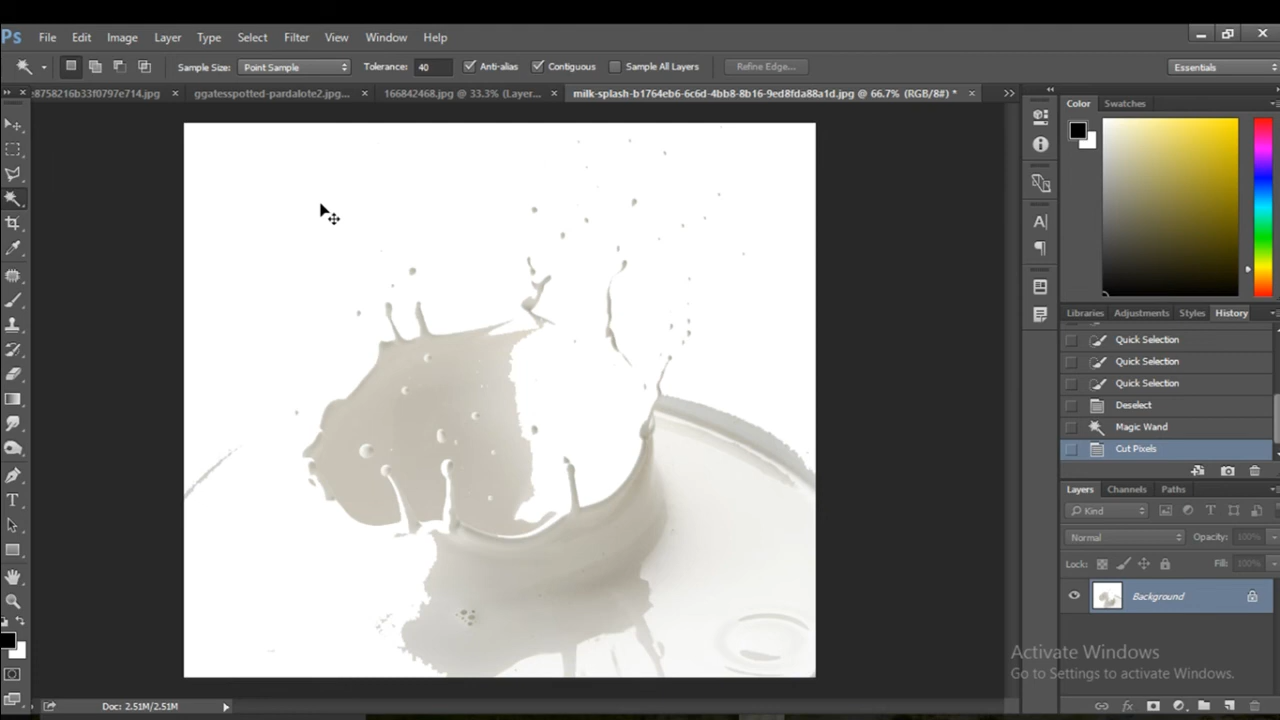 Ps File Edit Image Layer Type Select Filter View Window Help
Sample Size: Point Sample Tolerance: 40 Anti-alias Contiguous Sample All Layers Refine Edge... Essentials
e8758216b33f0797e714.jpg × ggatesspotted-pardalote2.jpg... × 166842468.jpg @ 33.3% (Layer... × milk-splash-b1764eb6-6c6d-4bb8-8b16-9ed8fda88a1d.jpg @ 66.7% (RGB/8#) * ×
Color Swatches
Libraries Adjustments Styles History
Quick Selection
Quick Selection
Quick Selection
Deselect
Magic Wand
Cut Pixels
Layers Channels Paths
Kind
Normal Opacity: 100%
Lock: Fill: 100%
Background
Activate Windows
Go to Settings to activate Windows.
Doc: 2.51M/2.51M